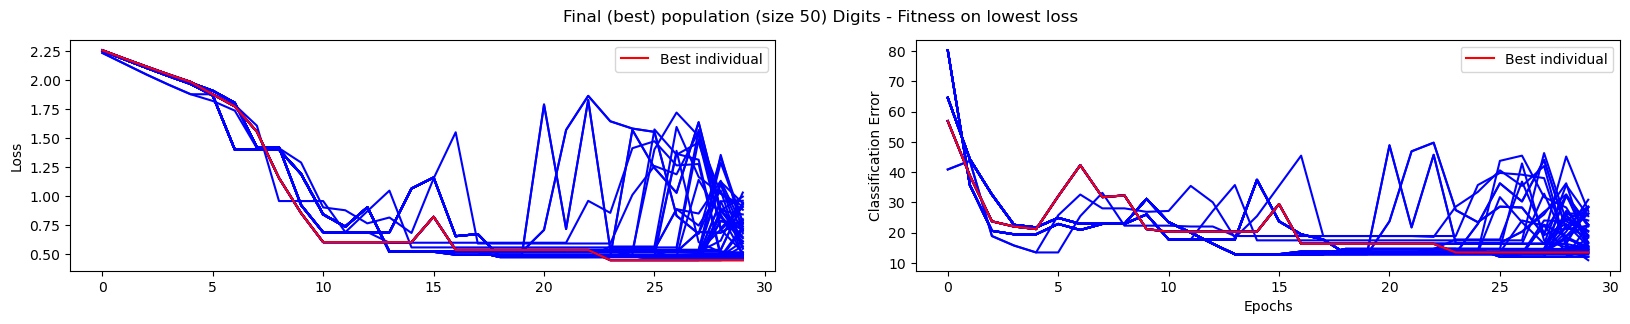 Final (best) population (size 50) Digits - Fitness on lowest loss
Loss
2.25
2.00
1.75
1.50
1.25
1.00
0.75
0.50
0 5 10 15 20 25 30
Best individual
Classification Error
80
70
60
50
40
30
20
10
0 5 10 15 20 25 30
Epochs
Best individual